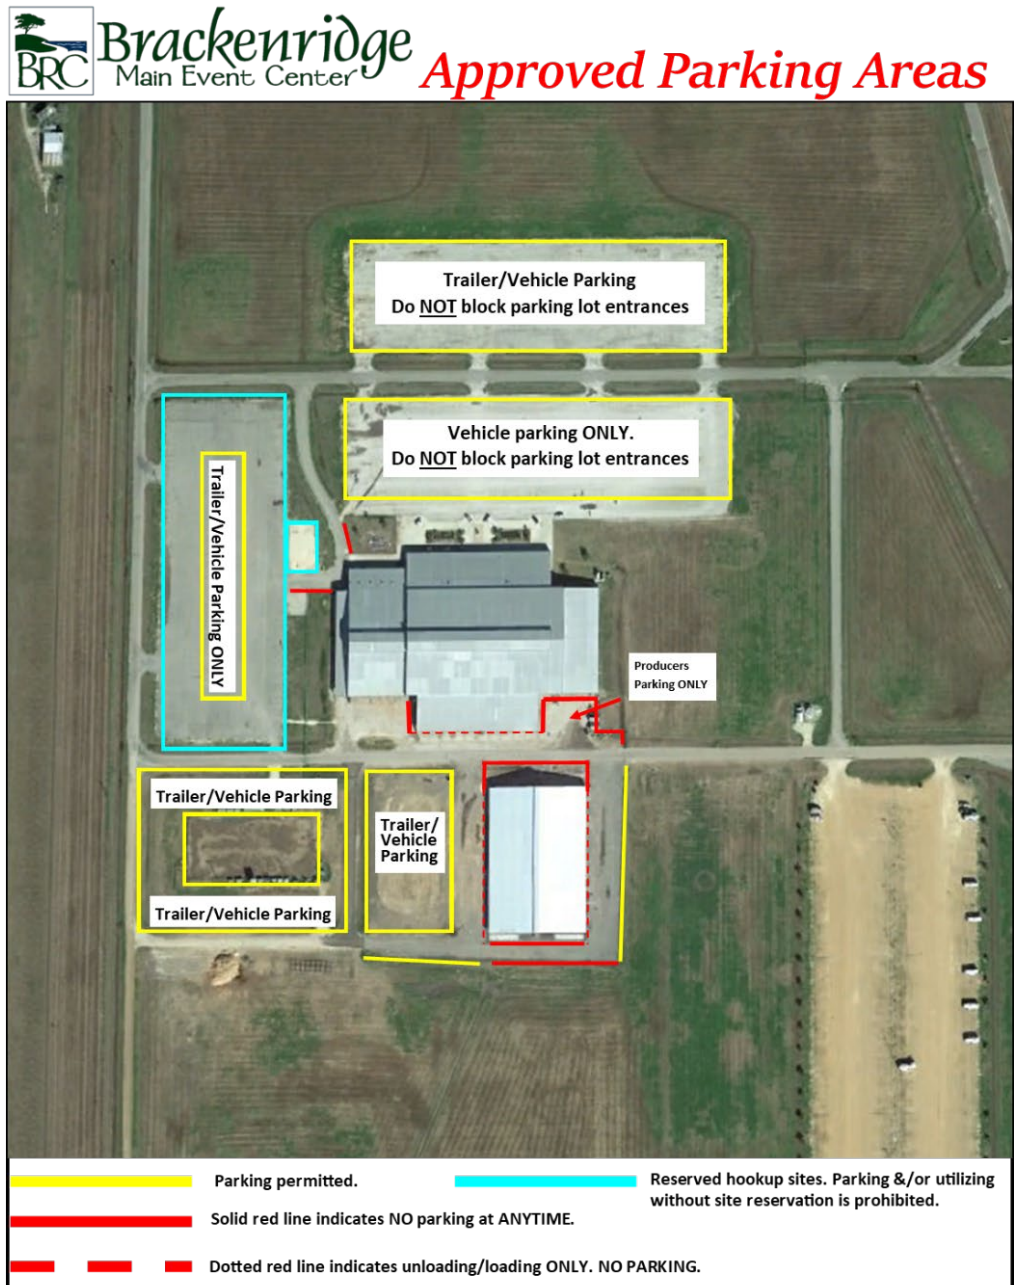 BRC
Brackenridge
Main Event Center
Approved Parking Areas
Trailer/Vehicle Parking
Do NOT block parking lot entrances
Vehicle parking ONLY.
Do NOT block parking lot entrances
Trailer/Vehicle Parking ONLY
Producers
Parking ONLY
Trailer/Vehicle Parking
Trailer/
Vehicle
Parking
Trailer/Vehicle Parking
Parking permitted.
Reserved hookup sites. Parking &/or utilizing
without site reservation is prohibited.
Solid red line indicates NO parking at ANYTIME.
Dotted red line indicates unloading/loading ONLY. NO PARKING.